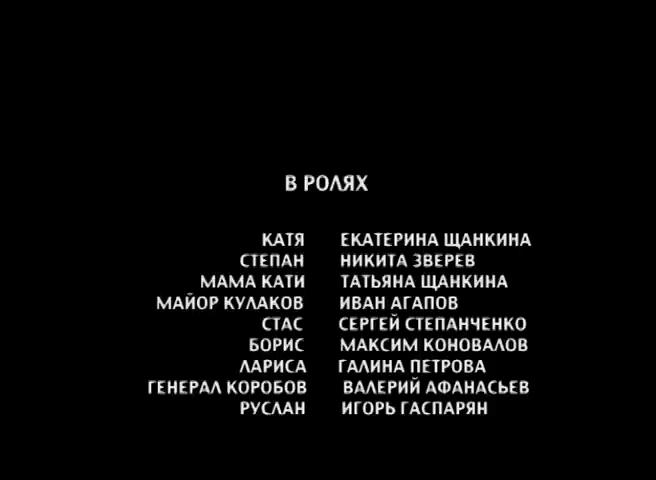 В РОЛЯХ
КАТЯ ЕКАТЕРИНА ЩАНКИНА
СТЕПАН НИКИТА ЗВЕРЕВ
МАМА КАТИ ТАТЬЯНА ЩАНКИНА
МАЙОР КУЛАКОВ ИВАН АГАПОВ
СТАС СЕРГЕЙ СТЕПАНЧЕНКО
БОРИС МАКСИМ КОНОВАЛОВ
ЛАРИСА ГАЛИНА ПЕТРОВА
ГЕНЕРАЛ КОРОБОВ ВАЛЕРИЙ АФАНАСЬЕВ
РУСЛАН ИГОРЬ ГАСПАРЯН